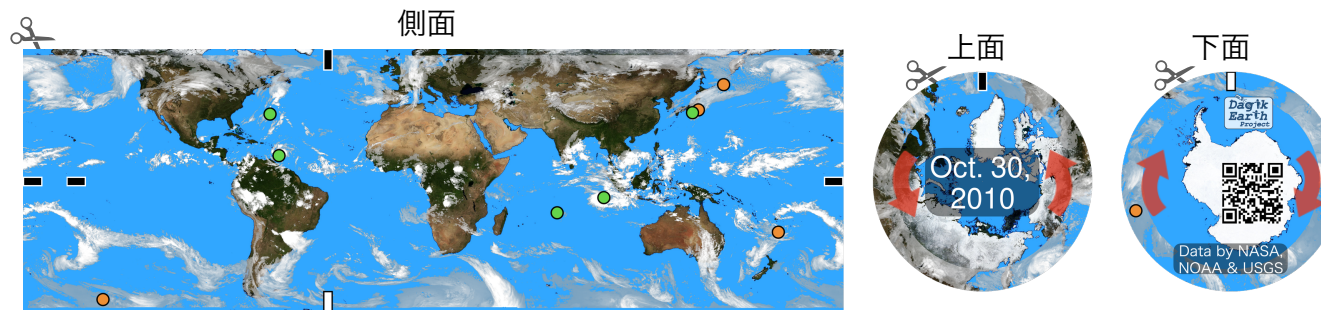 側面
上面
下面
Oct. 30,
2010
Dagik
Earth
Project
Data by NASA,
NOAA & USGS